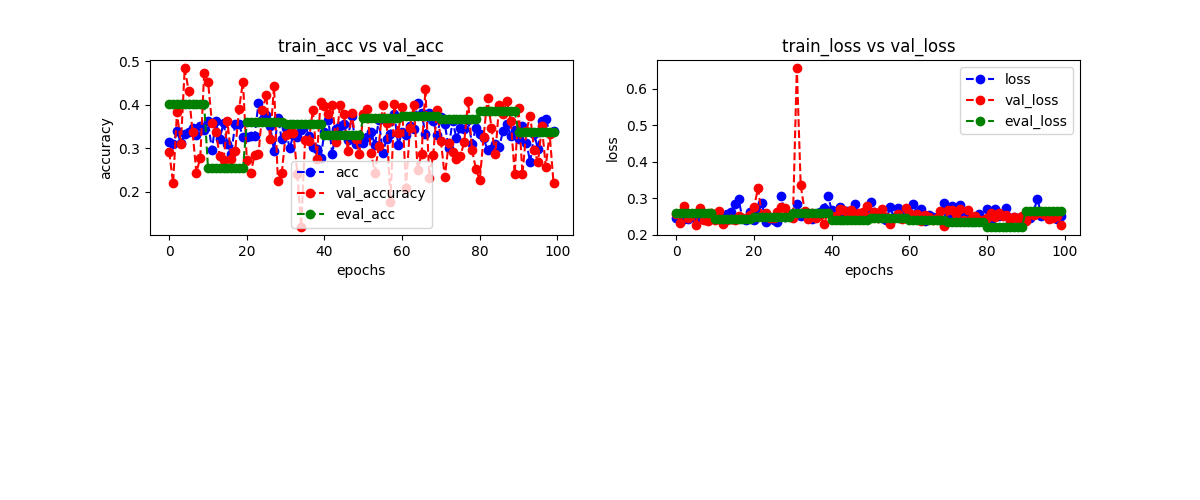 train_acc vs val_acc
accuracy
0.5
0.4
0.3
0.2
acc
val_accuracy
eval_acc
0 20 40 60 80 100
epochs
train_loss vs val_loss
loss
0.6
0.5
0.4
0.3
0.2
loss
val_loss
eval_loss
0 20 40 60 80 100
epochs